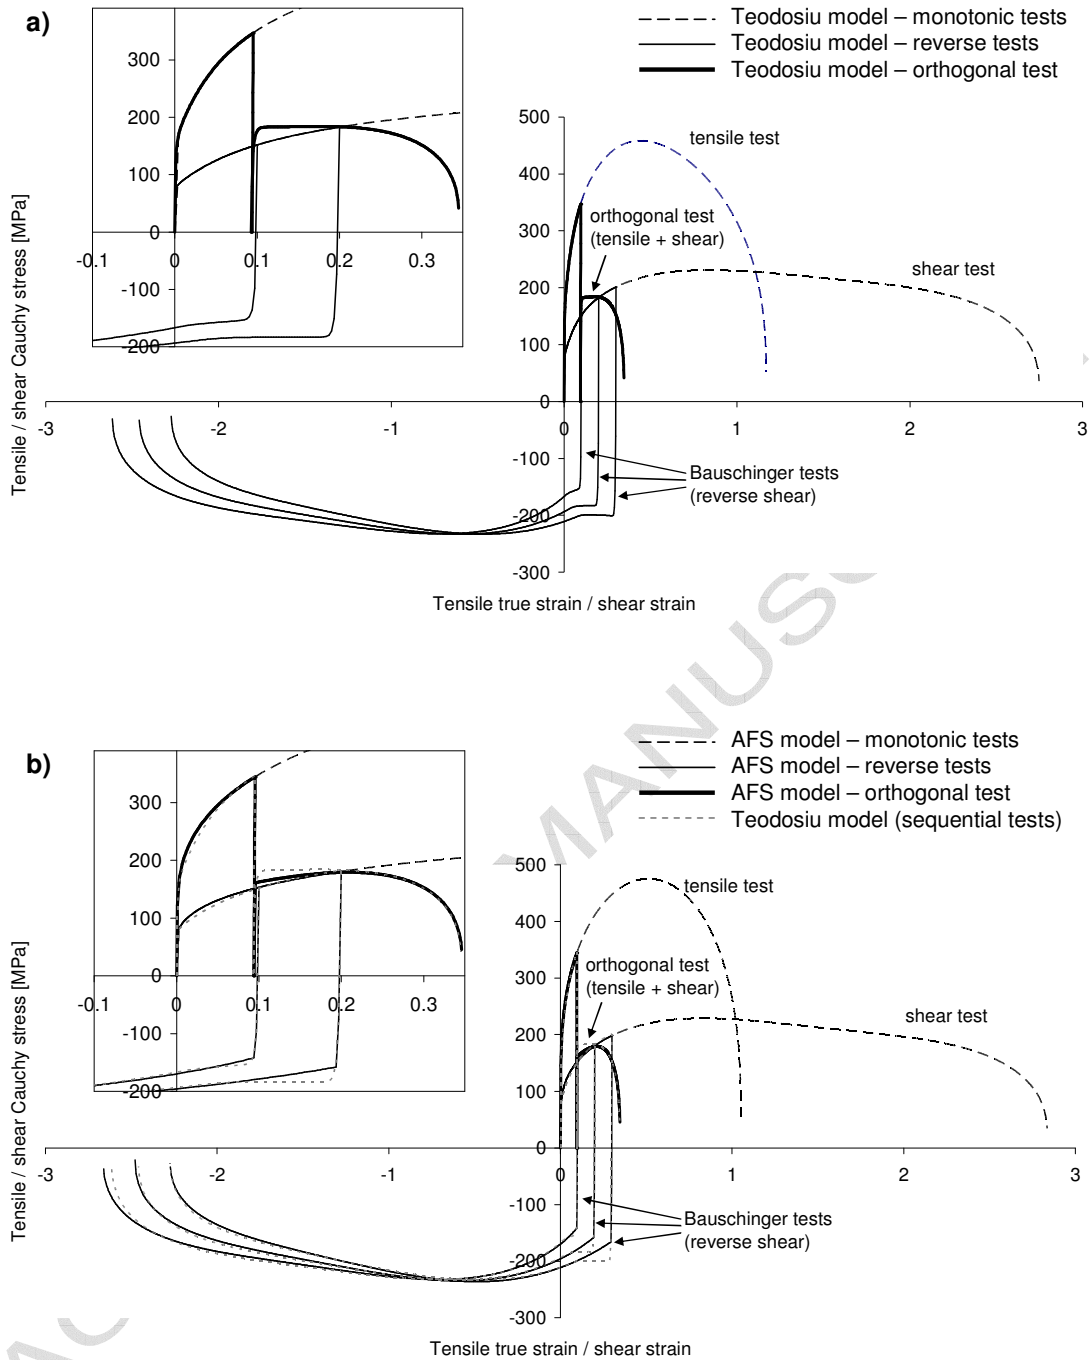 a)
Teodosiu model – monotonic tests
Teodosiu model – reverse tests
Teodosiu model – orthogonal test
300
200
100
0
-0.1 0 0.1 0.2 0.3
-100
-200
500
400
300
200
100
0
-3 -2 -1 0 1 2 3
-100
-200
-300
tensile test
orthogonal test
(tensile + shear)
shear test
Bauschinger tests
(reverse shear)
Tensile / shear Cauchy stress [MPa]
Tensile true strain / shear strain
b)
AFS model – monotonic tests
AFS model – reverse tests
AFS model – orthogonal test
Teodosiu model (sequential tests)
300
200
100
0
-0.1 0 0.1 0.2 0.3
-100
-200
500
400
300
200
100
0
-3 -2 -1 0 1 2 3
-100
-200
-300
tensile test
orthogonal test
(tensile + shear)
shear test
Bauschinger tests
(reverse shear)
Tensile / shear Cauchy stress [MPa]
Tensile true strain / shear strain